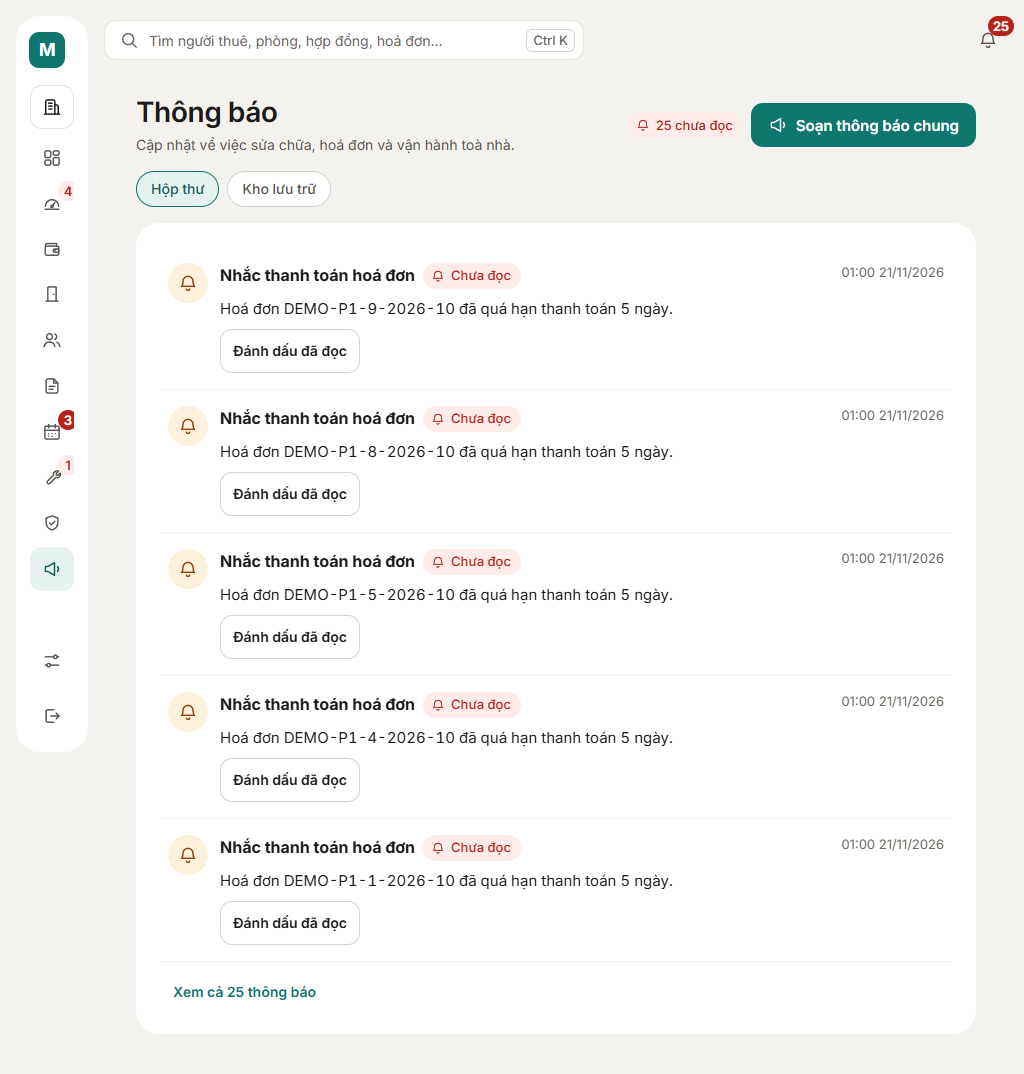 M
Tìm người thuê, phòng, hợp đồng, hoá đơn...
Ctrl K
25
4
3
1
Thông báo
Cập nhật về việc sửa chữa, hoá đơn và vận hành toà nhà.
25 chưa đọc
Soạn thông báo chung
Hộp thư
Kho lưu trữ
Nhắc thanh toán hoá đơn
Chưa đọc
01:00 21/11/2026
Hoá đơn DEMO-P1-9-2026-10 đã quá hạn thanh toán 5 ngày.
Đánh dấu đã đọc
Nhắc thanh toán hoá đơn
Chưa đọc
01:00 21/11/2026
Hoá đơn DEMO-P1-8-2026-10 đã quá hạn thanh toán 5 ngày.
Đánh dấu đã đọc
Nhắc thanh toán hoá đơn
Chưa đọc
01:00 21/11/2026
Hoá đơn DEMO-P1-5-2026-10 đã quá hạn thanh toán 5 ngày.
Đánh dấu đã đọc
Nhắc thanh toán hoá đơn
Chưa đọc
01:00 21/11/2026
Hoá đơn DEMO-P1-4-2026-10 đã quá hạn thanh toán 5 ngày.
Đánh dấu đã đọc
Nhắc thanh toán hoá đơn
Chưa đọc
01:00 21/11/2026
Hoá đơn DEMO-P1-1-2026-10 đã quá hạn thanh toán 5 ngày.
Đánh dấu đã đọc
Xem cả 25 thông báo